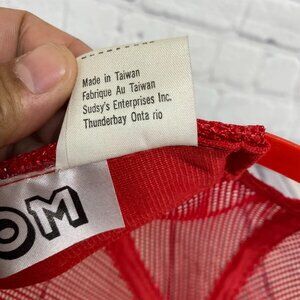 Made in Taiwan
Fabrique Au Taiwan
Sudsy's Enterprises Inc.
Thunderbay Onta rio
OM